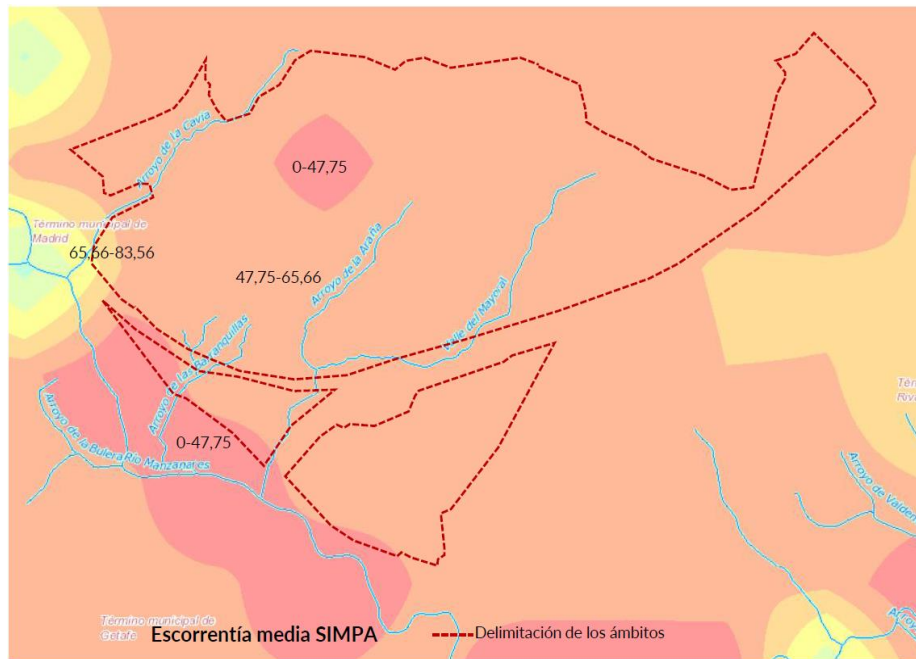 Arroyo de la Cavía
0-47,75
Término municipal de
Madrid
65,66-83,56
47,75-65,66
Arroyo de la Araña
Valle del Mayoral
Arroyo de las Barranquillas
0-47,75
Arroyo de la Bulera
Río Manzanares
Arroyo de
Término municipal de
Getafe
Escorrentía media SIMPA
Delimitación de los ámbitos